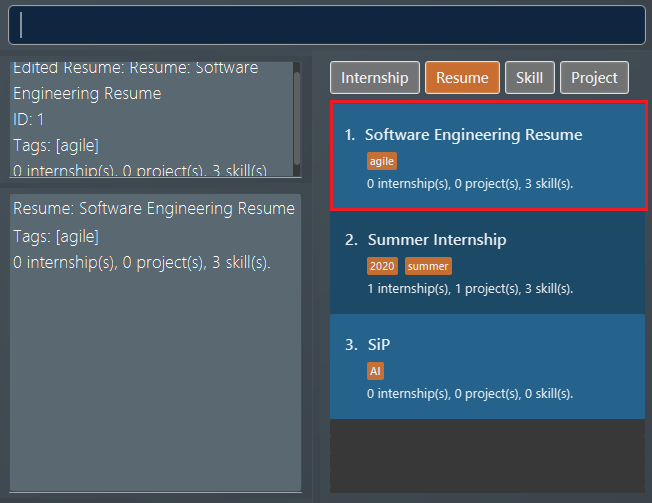 Edited Resume: Resume: Software
Engineering Resume
ID: 1
Tags: [agile]
0 internship(s), 0 project(s), 3 skill(s).
Resume: Software Engineering Resume
Tags: [agile]
0 internship(s), 0 project(s), 3 skill(s).
Internship Resume Skill Project
1. Software Engineering Resume
agile
0 internship(s), 0 project(s), 3 skill(s).
2. Summer Internship
2020 summer
1 internship(s), 1 project(s), 3 skill(s).
3. SiP
AI
0 internship(s), 0 project(s), 0 skill(s).